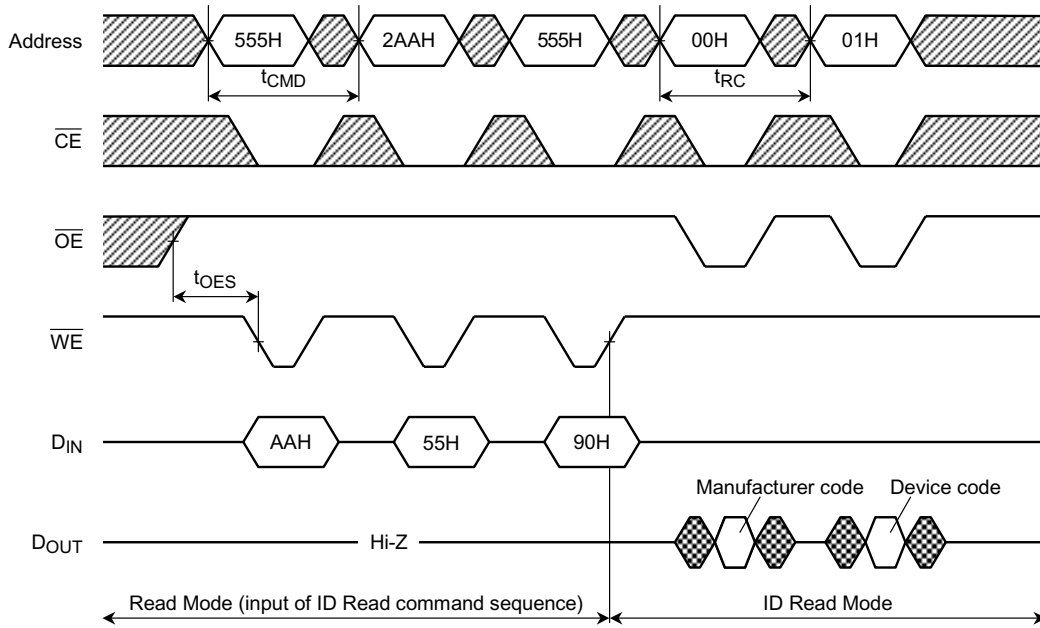 Address 555H 2AAH 555H 00H 01H
tCMD tRC
CE
OE
tOES
WE
DIN AAH 55H 90H
Manufacturer code Device code
DOUT Hi-Z
Read Mode (input of ID Read command sequence) ID Read Mode